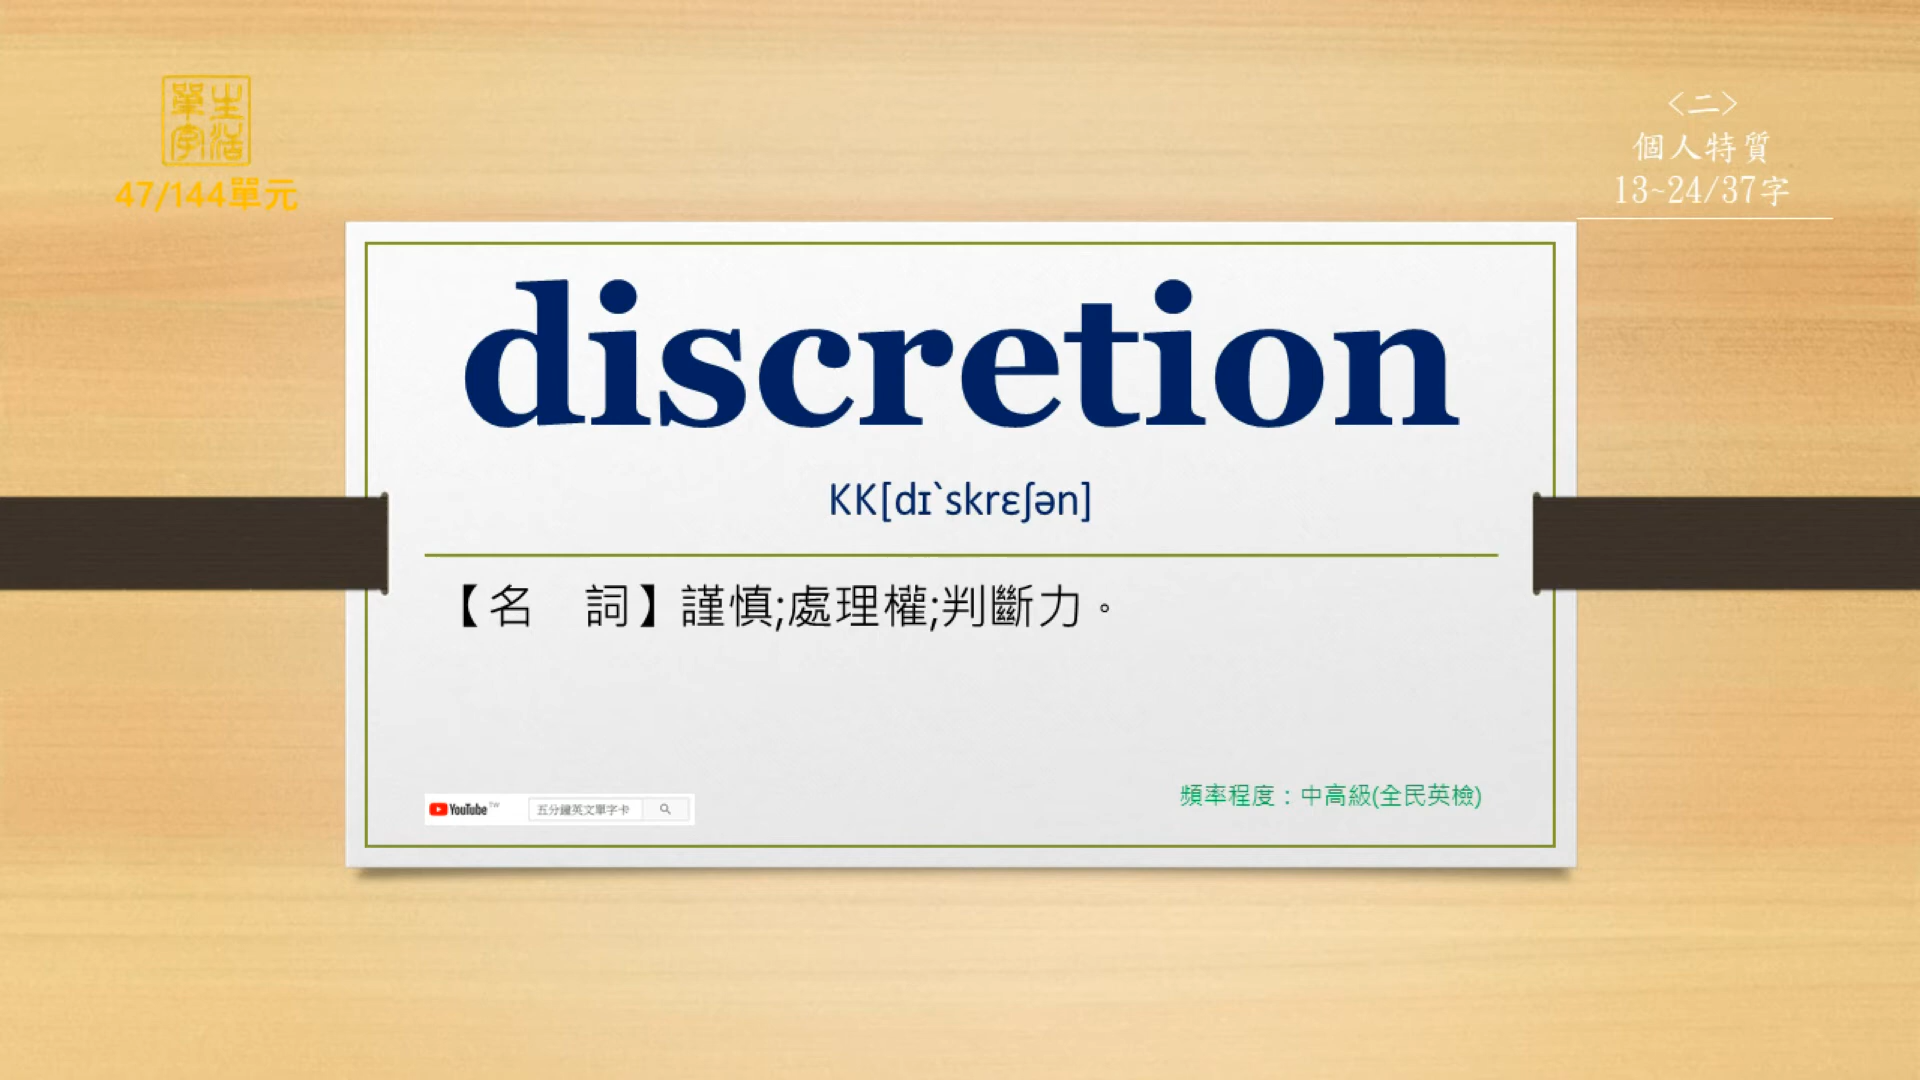 生活單字
47/144單元
<二>
個人特質
13~24/37字
discretion
KK[dɪˋskrɛʃən]
【名　詞】謹慎;處理權;判斷力。
頻率程度：中高級(全民英檢)
YouTube TW 五分鐘英文單字卡